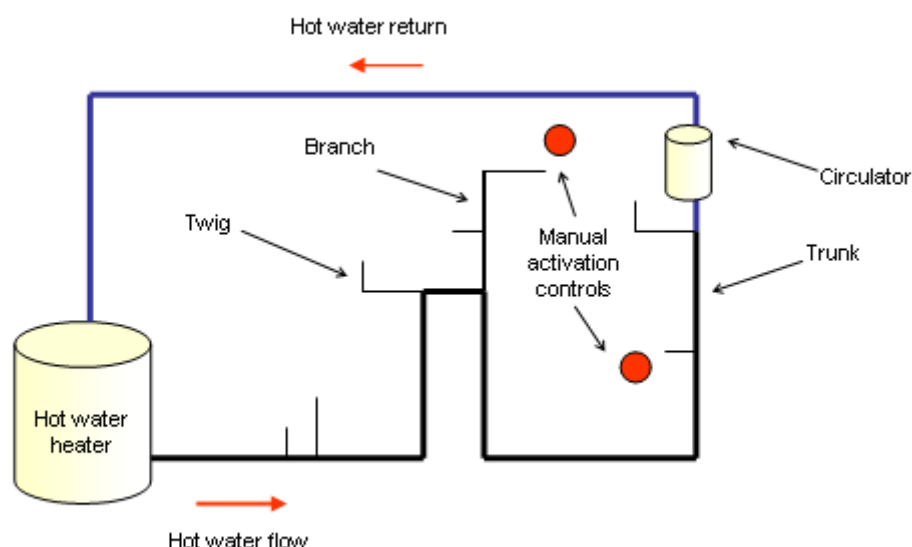 Hot water return
Branch
Circulator
Twig
Manual
activation
controls
Trunk
Hot water
heater
Hot water flow